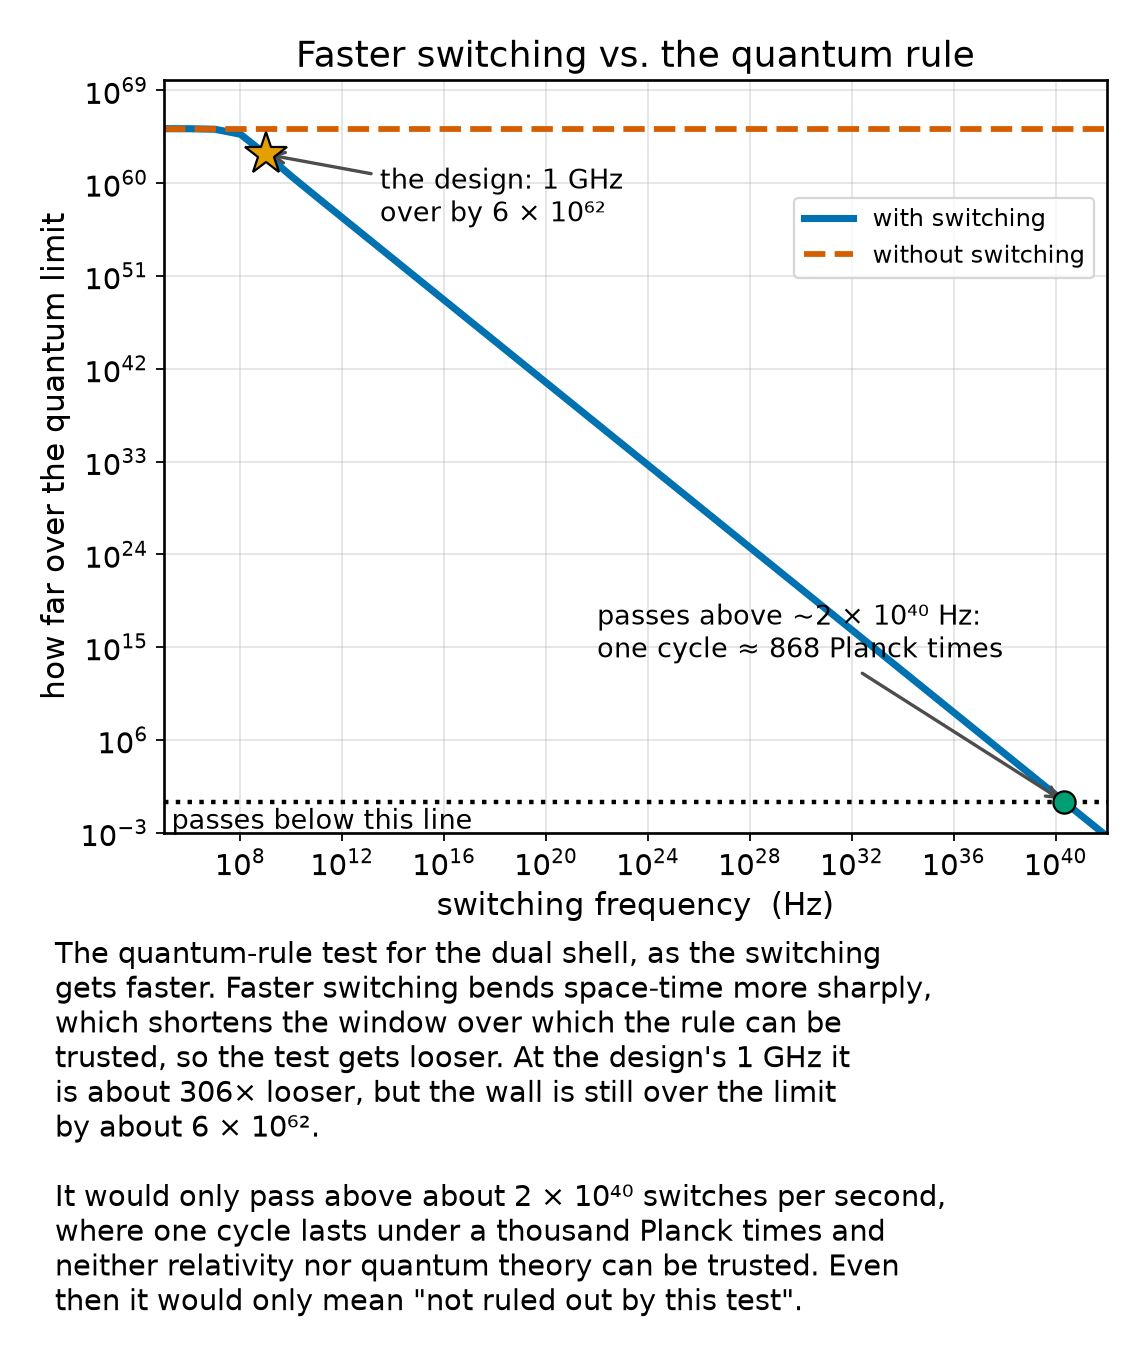 Faster switching vs. the quantum rule
how far over the quantum limit
10⁶⁹
10⁶⁰
10⁵¹
10⁴²
10³³
10²⁴
10¹⁵
10⁶
10⁻³
the design: 1 GHz
over by 6 × 10⁶²
with switching
without switching
passes above ~2 × 10⁴⁰ Hz:
one cycle ≈ 868 Planck times
passes below this line
10⁸ 10¹² 10¹⁶ 10²⁰ 10²⁴ 10²⁸ 10³² 10³⁶ 10⁴⁰
switching frequency (Hz)
The quantum-rule test for the dual shell, as the switching
gets faster. Faster switching bends space-time more sharply,
which shortens the window over which the rule can be
trusted, so the test gets looser. At the design's 1 GHz it
is about 306× looser, but the wall is still over the limit
by about 6 × 10⁶².
It would only pass above about 2 × 10⁴⁰ switches per second,
where one cycle lasts under a thousand Planck times and
neither relativity nor quantum theory can be trusted. Even
then it would only mean "not ruled out by this test".